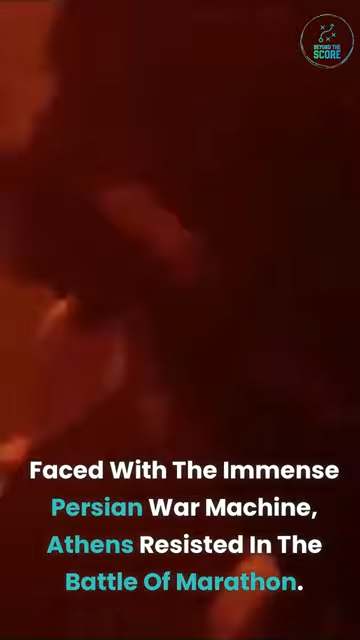 BEYOND THE
SCORE
Faced With The Immense
Persian War Machine,
Athens Resisted In The
Battle Of Marathon.